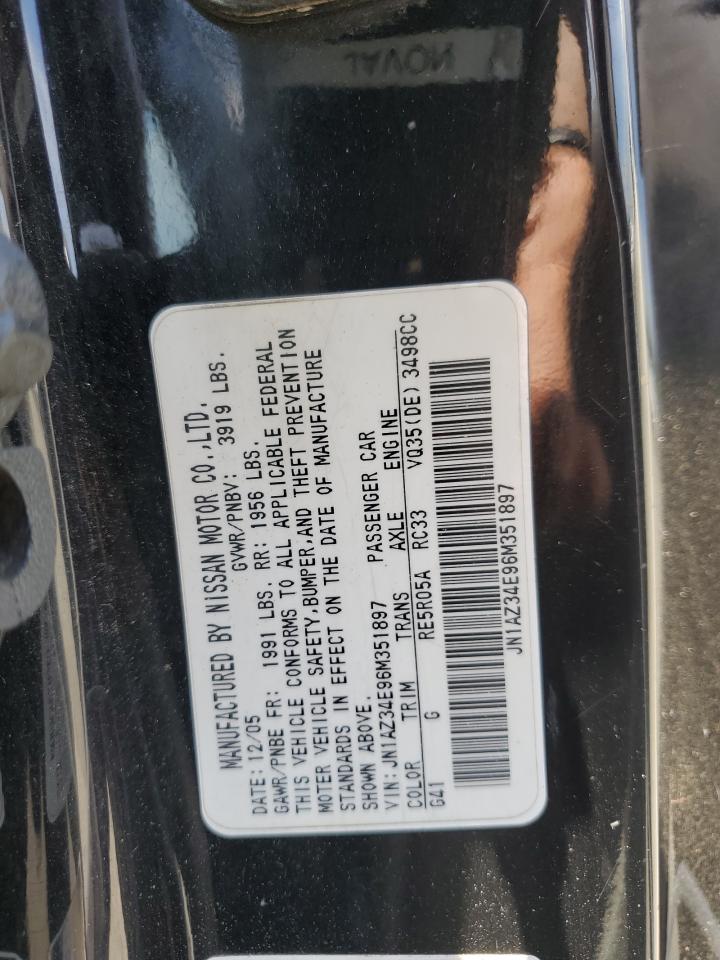 MANUFACTURED BY NISSAN MOTOR CO.,LTD.
DATE: 12/05 GVWR/PNBV: 3919 LBS.
GAWR/PNBE FR: 1991 LBS. RR: 1956 LBS.
THIS VEHICLE CONFORMS TO ALL APPLICABLE FEDERAL
MOTER VEHICLE SAFETY,BUMPER,AND THEFT PREVENTION
STANDARDS IN EFFECT ON THE DATE OF MANUFACTURE
SHOWN ABOVE.
VIN: JN1AZ34E96M351897 PASSENGER CAR
COLOR TRIM TRANS AXLE ENGINE
G41 G RE5R05A RC33 VQ35(DE) 3498CC
JN1AZ34E96M351897